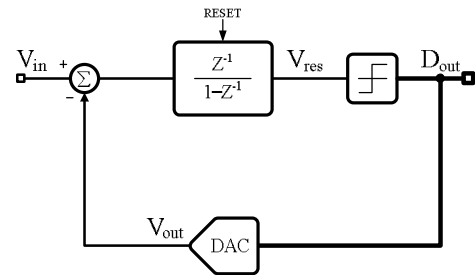 RESET
V_in
+
Σ
−
Z^-1
1−Z^-1
V_res
D_out
V_out
DAC